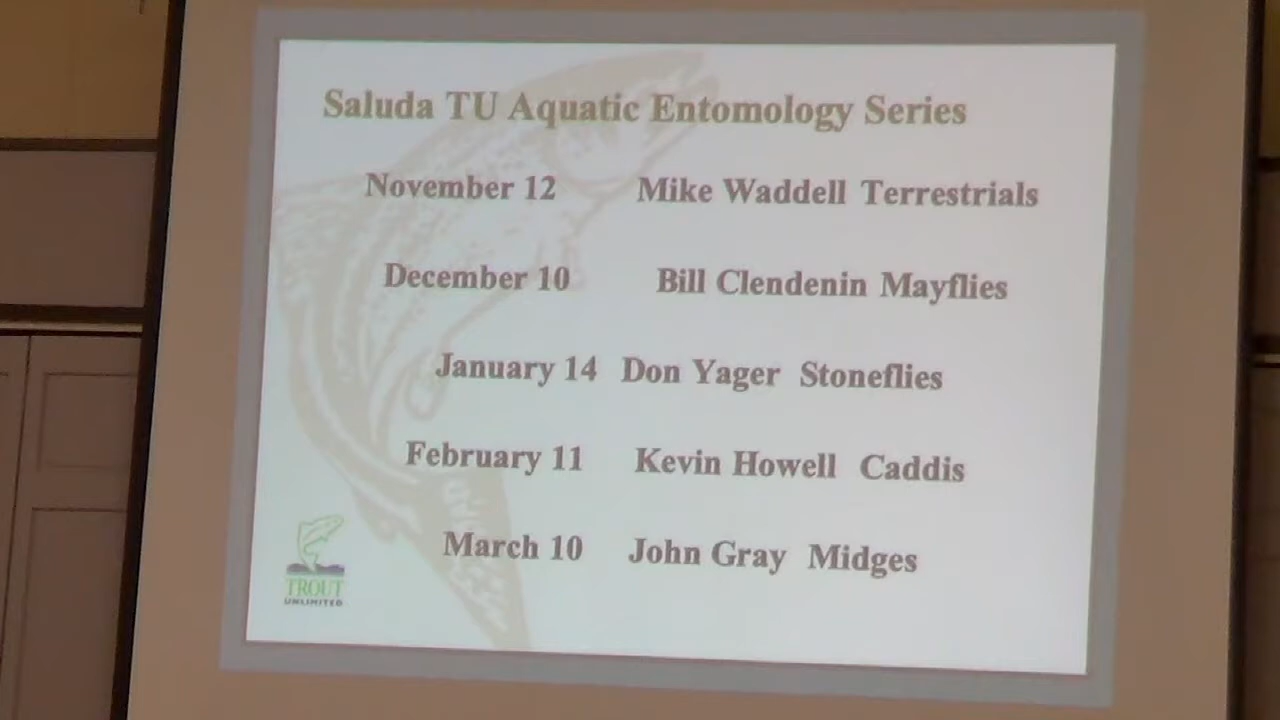 Saluda TU Aquatic Entomology Series
November 12 Mike Waddell Terrestrials
December 10 Bill Clendenin Mayflies
January 14 Don Yager Stoneflies
February 11 Kevin Howell Caddis
March 10 John Gray Midges
TROUT
UNLIMITED